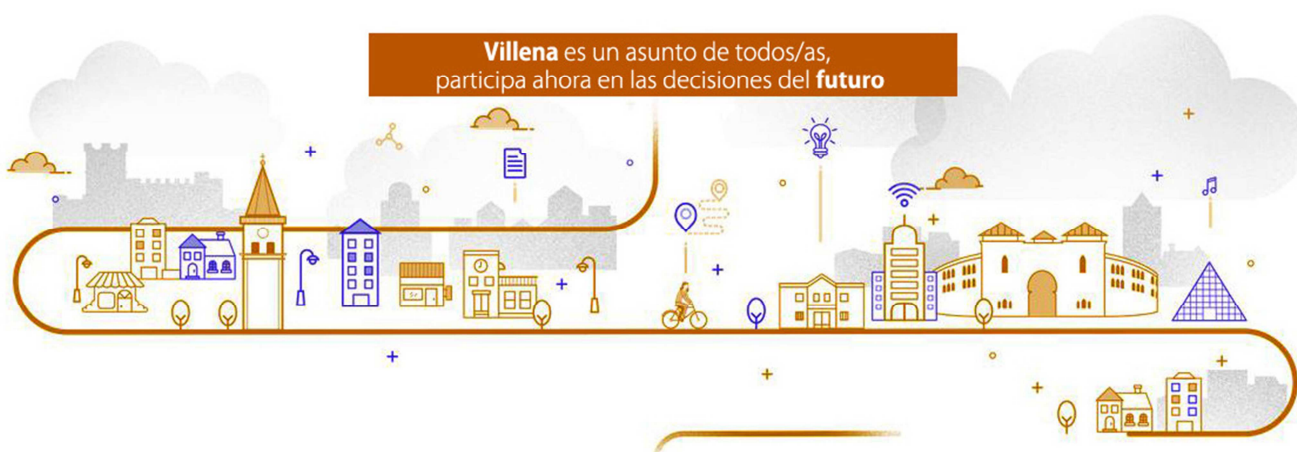 Villena es un asunto de todos/as,
participa ahora en las decisiones del futuro